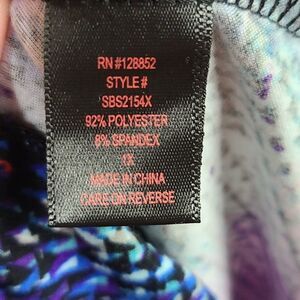 RN #128852
STYLE #
SBS2154X
92% POLYESTER
8% SPANDEX
1X
MADE IN CHINA
CARE ON REVERSE